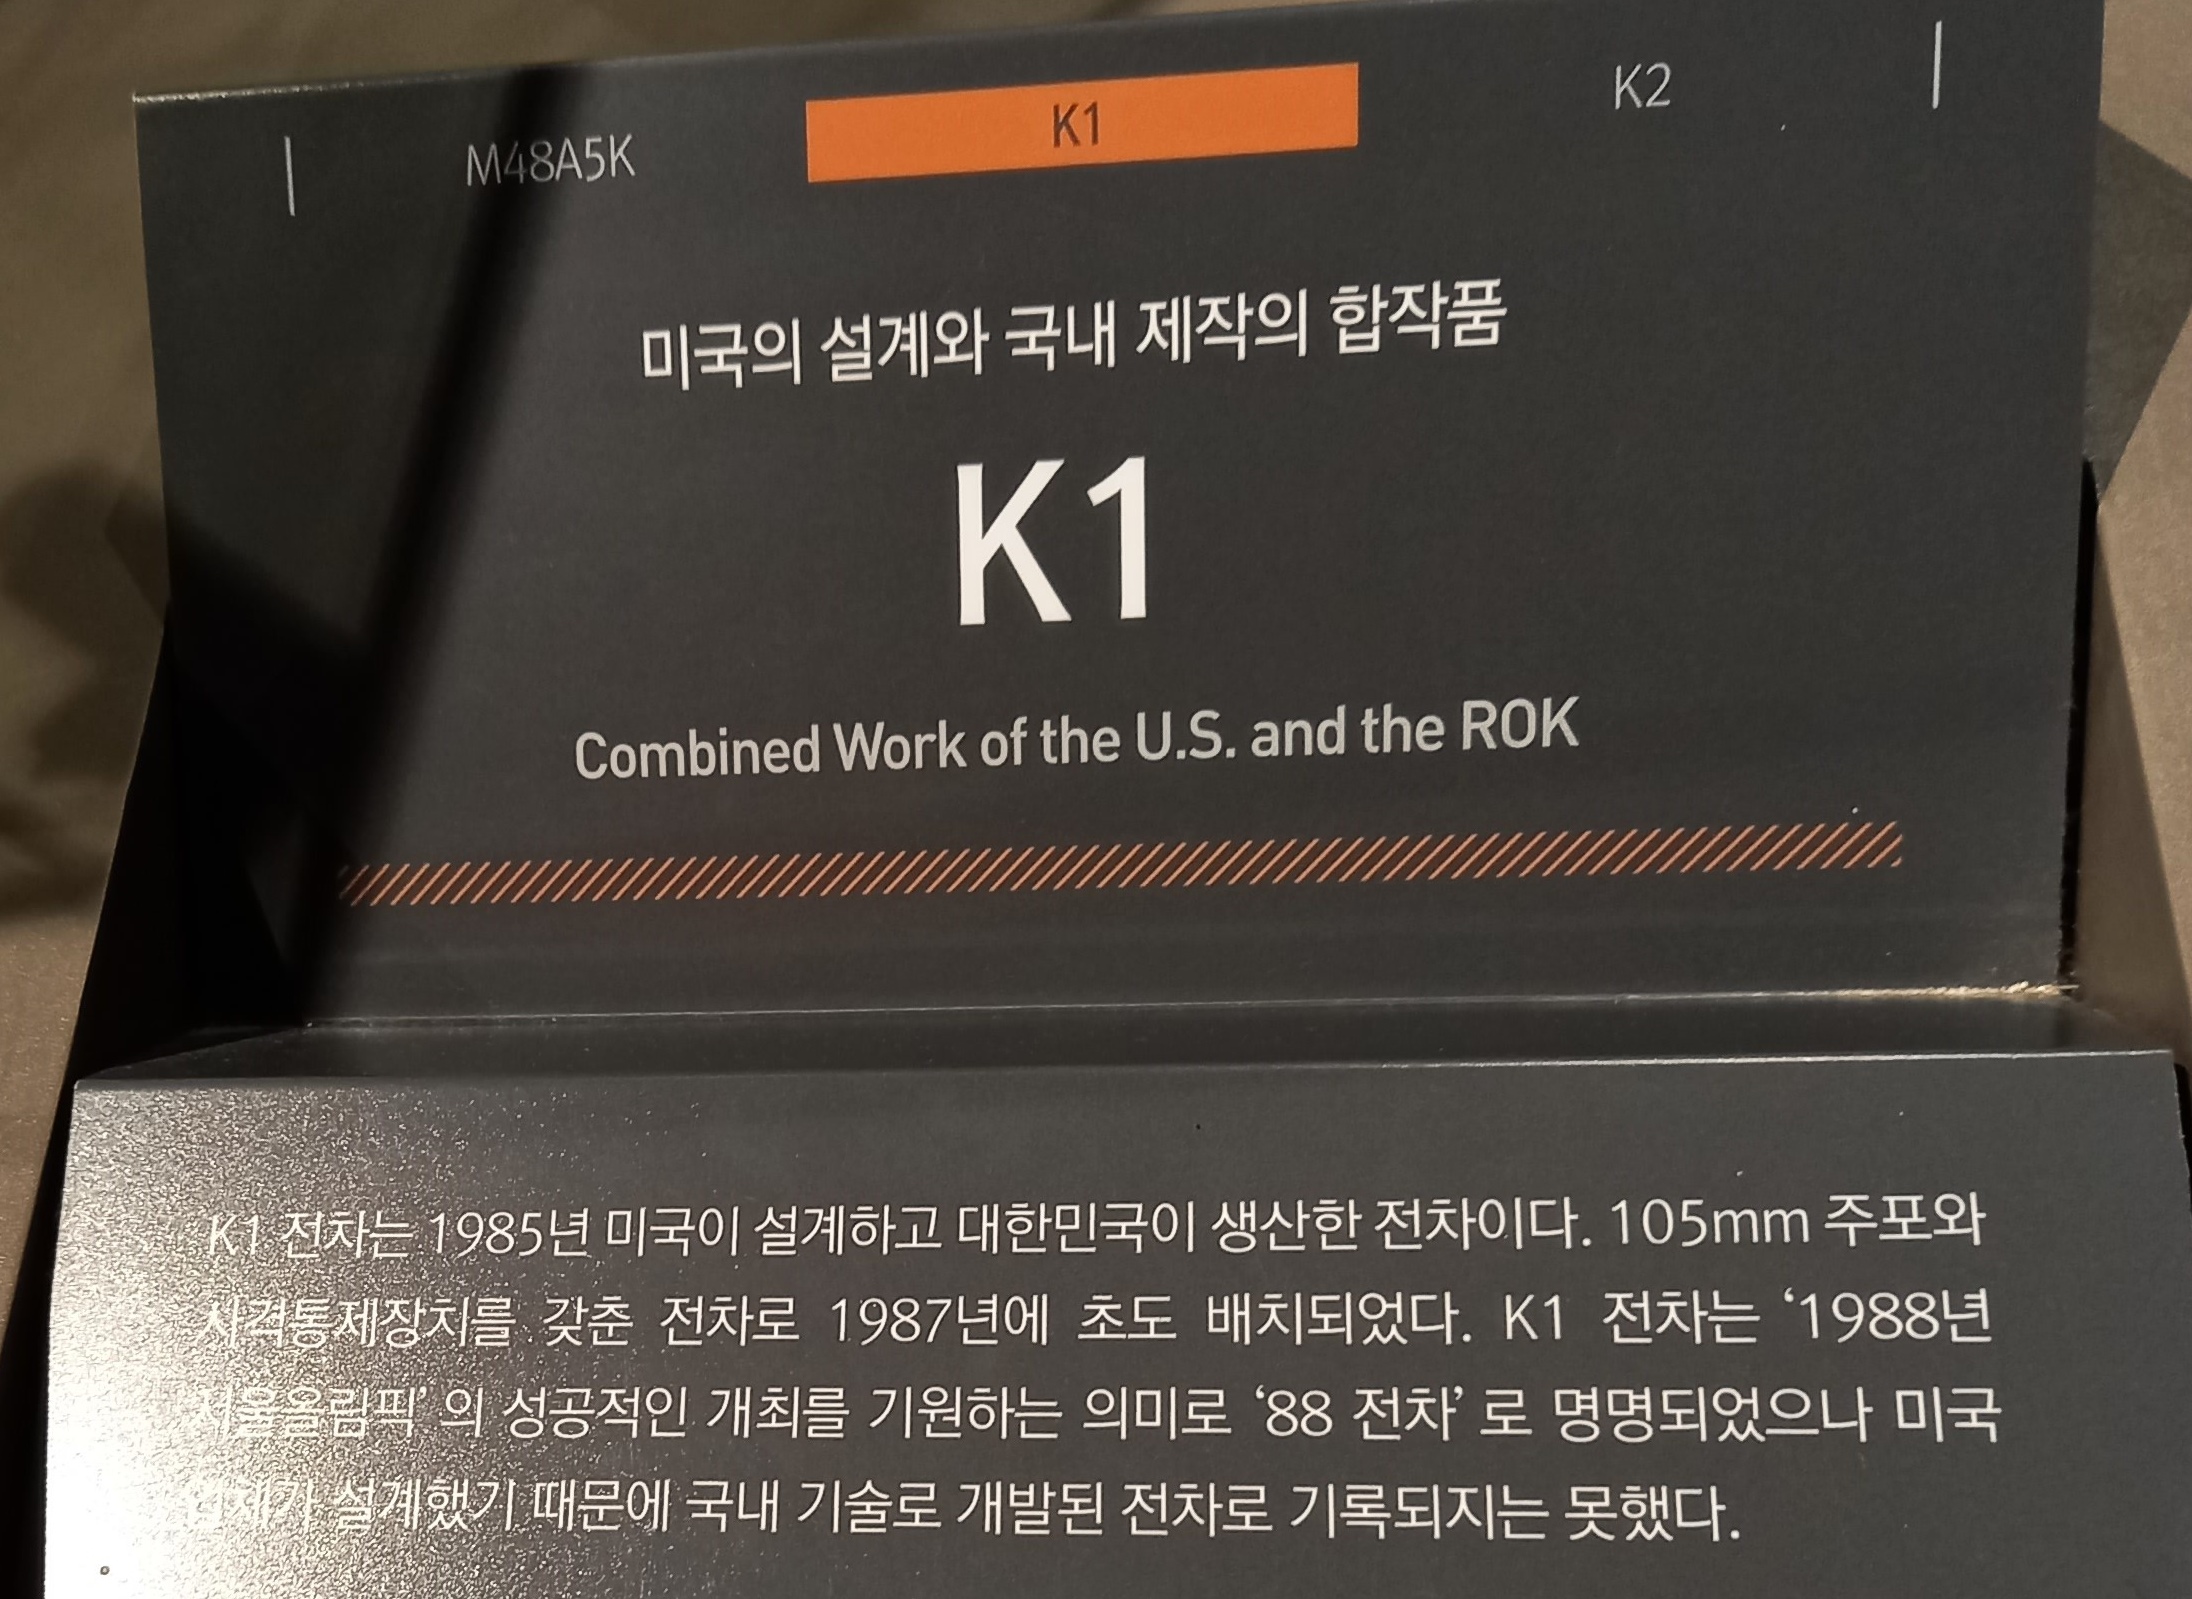 M48A5K K1 K2
미국의 설계와 국내 제작의 합작품
K1
Combined Work of the U.S. and the ROK
K1 전차는 1985년 미국이 설계하고 대한민국이 생산한 전차이다. 105mm 주포와
사격통제장치를 갖춘 전차로 1987년에 초도 배치되었다. K1 전차는 ‘1988년
서울올림픽’의 성공적인 개최를 기원하는 의미로 ‘88 전차’로 명명되었으나 미국
업체가 설계했기 때문에 국내 기술로 개발된 전차로 기록되지는 못했다.